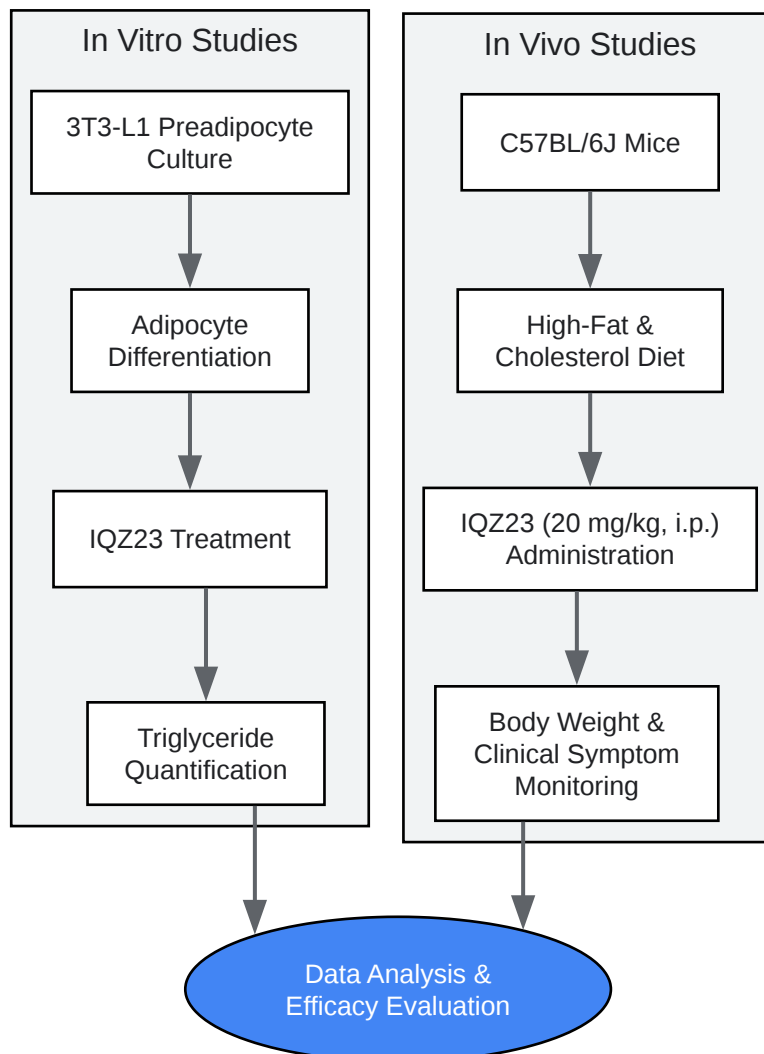 In Vitro Studies
3T3-L1 Preadipocyte
Culture
Adipocyte
Differentiation
IQZ23 Treatment
Triglyceride
Quantification
In Vivo Studies
C57BL/6J Mice
High-Fat &
Cholesterol Diet
IQZ23 (20 mg/kg, i.p.)
Administration
Body Weight &
Clinical Symptom
Monitoring
Data Analysis &
Efficacy Evaluation